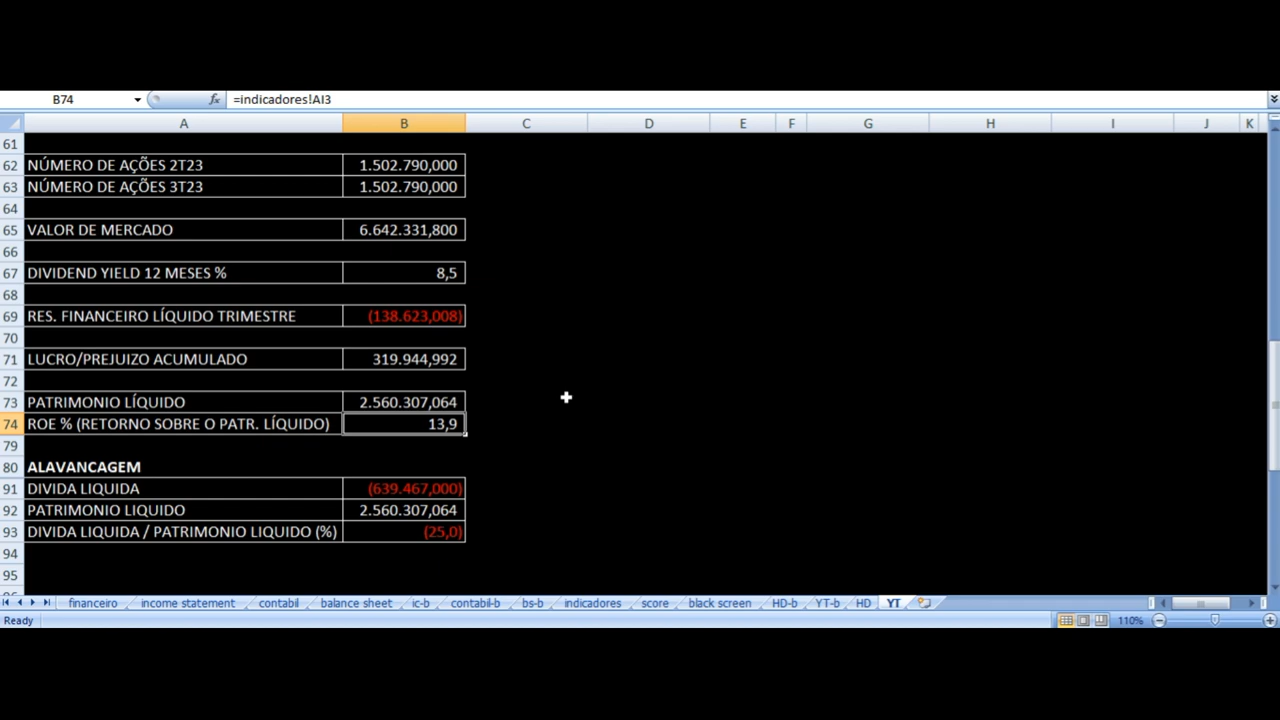 B74 fx =indicadores!AI3
A B C D E F G H I J K
61
62 NÚMERO DE AÇÕES 2T23 1.502.790,000
63 NÚMERO DE AÇÕES 3T23 1.502.790,000
64
65 VALOR DE MERCADO 6.642.331,800
66
67 DIVIDEND YIELD 12 MESES % 8,5
68
69 RES. FINANCEIRO LÍQUIDO TRIMESTRE (138.623,008)
70
71 LUCRO/PREJUIZO ACUMULADO 319.944,992
72
73 PATRIMONIO LÍQUIDO 2.560.307,064
74 ROE % (RETORNO SOBRE O PATR. LÍQUIDO) 13,9
79
80 ALAVANCAGEM
91 DIVIDA LIQUIDA (639.467,000)
92 PATRIMONIO LIQUIDO 2.560.307,064
93 DIVIDA LIQUIDA / PATRIMONIO LIQUIDO (%) (25,0)
94
95
financeiro income statement contabil balance sheet ic-b contabil-b bs-b indicadores score black screen HD-b YT-b HD YT
Ready 110%